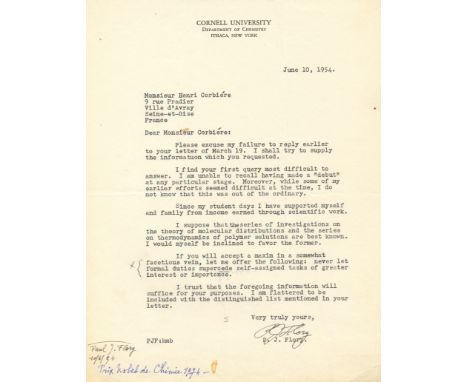 CORNELL UNIVERSITY
DEPARTMENT OF CHEMISTRY
ITHACA, NEW YORK
June 10, 1954.
Monsieur Henri Corbière
9 rue Pradier
Ville d'Avray
Seine-et-Oise
France
Dear Monsieur Corbière:
Please excuse my failure to reply earlier
to your letter of March 19. I shall try to supply
the information which you requested.
I find your first query most difficult to
answer. I am unable to recall having made a "debut"
at any particular stage. Moreover, while some of my
earlier efforts seemed difficult at the time, I do
not know that this was out of the ordinary.
Since my student days I have supported myself
and family from income earned through scientific work.
I suppose that the series of investigations on
the theory of molecular distributions and the series
on thermodynamics of polymer solutions are best known.
I would myself be inclined to favor the former.
If you will accept a maxim in a somewhat
facetious vein, let me offer the following: never let
formal duties supercede self-assigned tasks of greater
interest or importance.
I trust that the foregoing information will
suffice for your purposes. I am flattered to be
included with the distinguished list mentioned in your
letter.
Very truly yours,
P J Flory
PJF:bmb
P. J. Flory
Paul J. Flory
Prix Nobel de Chimie 1974